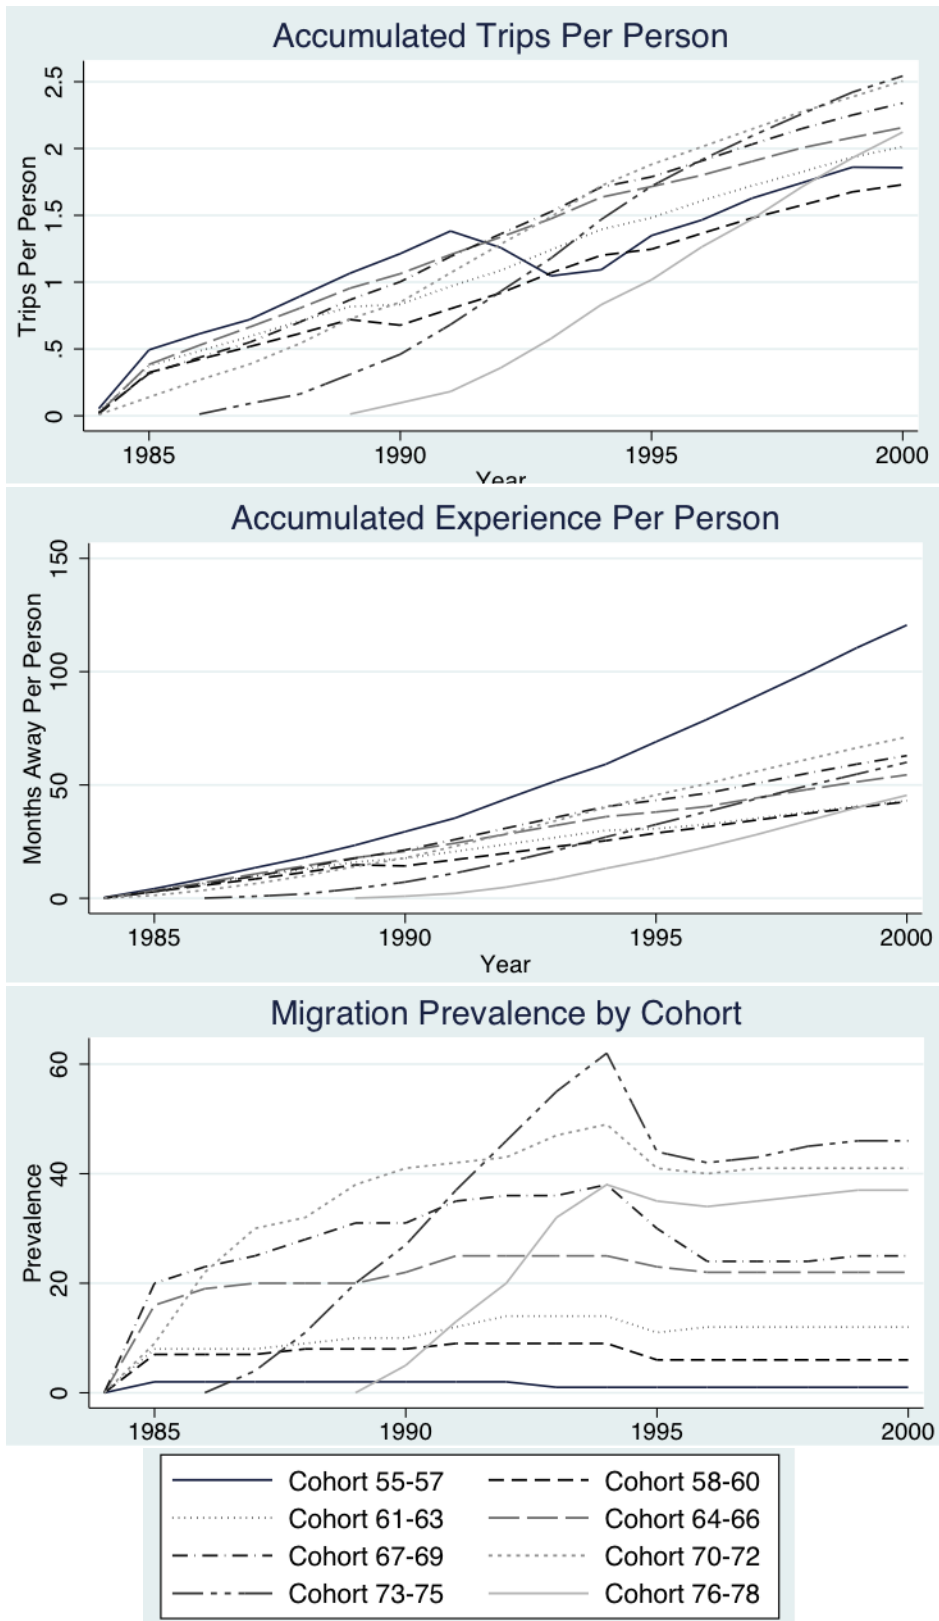 Accumulated Trips Per Person
Trips Per Person
2.5
2
1.5
1
.5
0
1985 1990 1995 2000
Year
Accumulated Experience Per Person
Months Away Per Person
150
100
50
0
1985 1990 1995 2000
Year
Migration Prevalence by Cohort
Prevalence
60
40
20
0
1985 1990 1995 2000
Cohort 55-57 Cohort 58-60
Cohort 61-63 Cohort 64-66
Cohort 67-69 Cohort 70-72
Cohort 73-75 Cohort 76-78